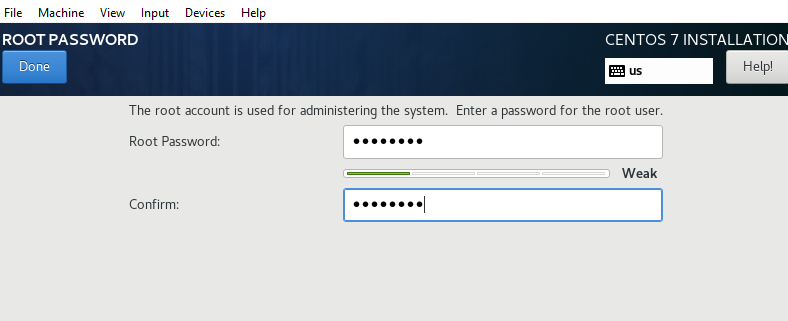 File Machine View Input Devices Help
ROOT PASSWORD CENTOS 7 INSTALLATION
Done us Help!
The root account is used for administering the system. Enter a password for the root user.
Root Password: ●●●●●●●●
Weak
Confirm: ●●●●●●●●